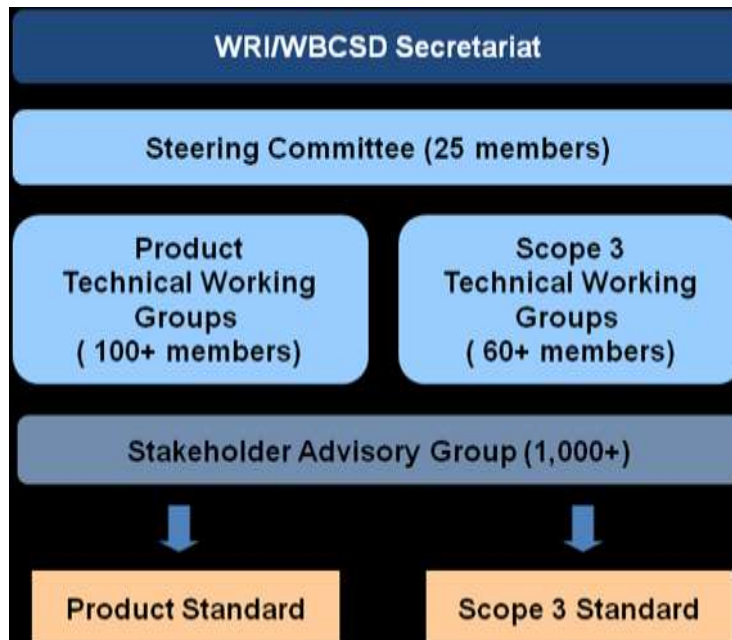 WRI/WBCSD Secretariat
Steering Committee (25 members)
Product
Technical Working
Groups
( 100+ members)
Scope 3
Technical Working
Groups
( 60+ members)
Stakeholder Advisory Group (1,000+)
Product Standard
Scope 3 Standard